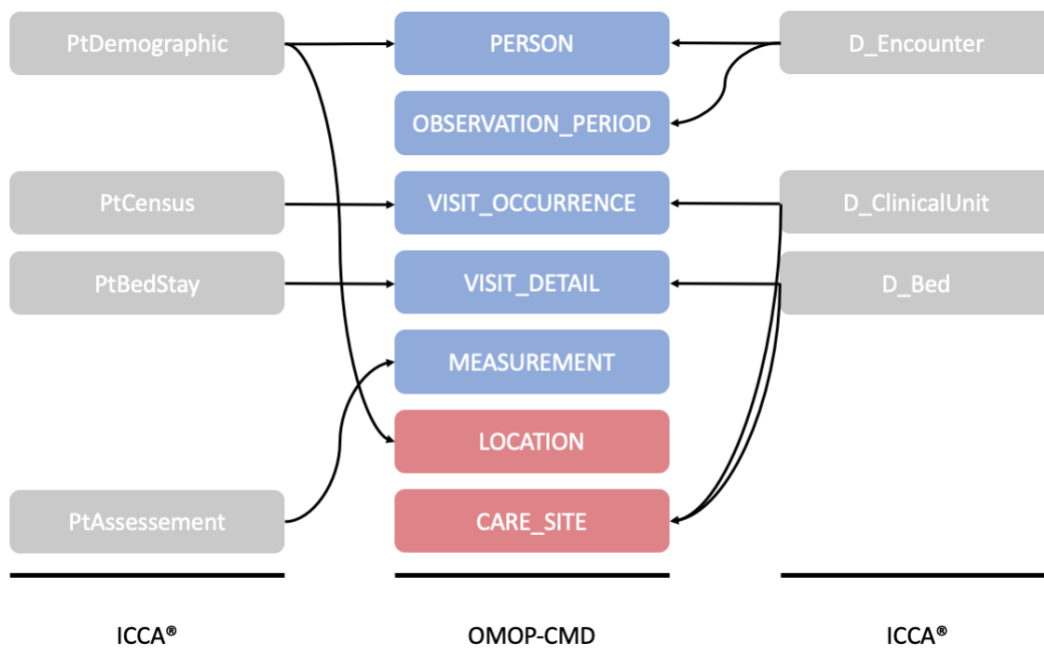 PtDemographic
PERSON
D_Encounter
OBSERVATION_PERIOD
PtCensus
VISIT_OCCURRENCE
D_ClinicalUnit
PtBedStay
VISIT_DETAIL
D_Bed
MEASUREMENT
LOCATION
PtAssessement
CARE_SITE
ICCA®
OMOP-CMD
ICCA®